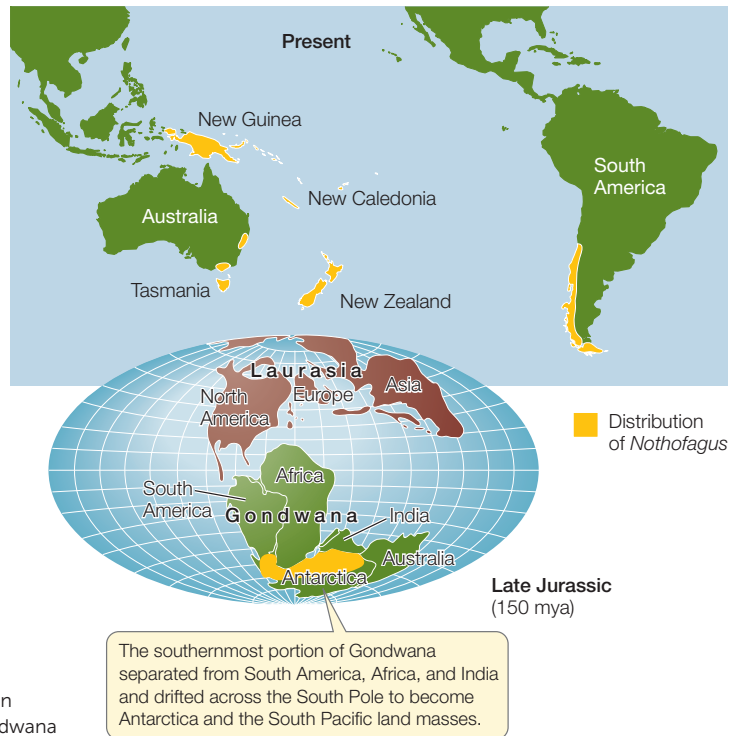 Present
New Guinea
South
America
New Caledonia
Australia
Tasmania
New Zealand
Laurasia
Asia
Europe
North
America
Distribution
of Nothofagus
Africa
South
America
Gondwana
India
Australia
Antarctica
Late Jurassic
(150 mya)
The southernmost portion of Gondwana
separated from South America, Africa, and India
and drifted across the South Pole to become
Antarctica and the South Pacific land masses.
n
dwana